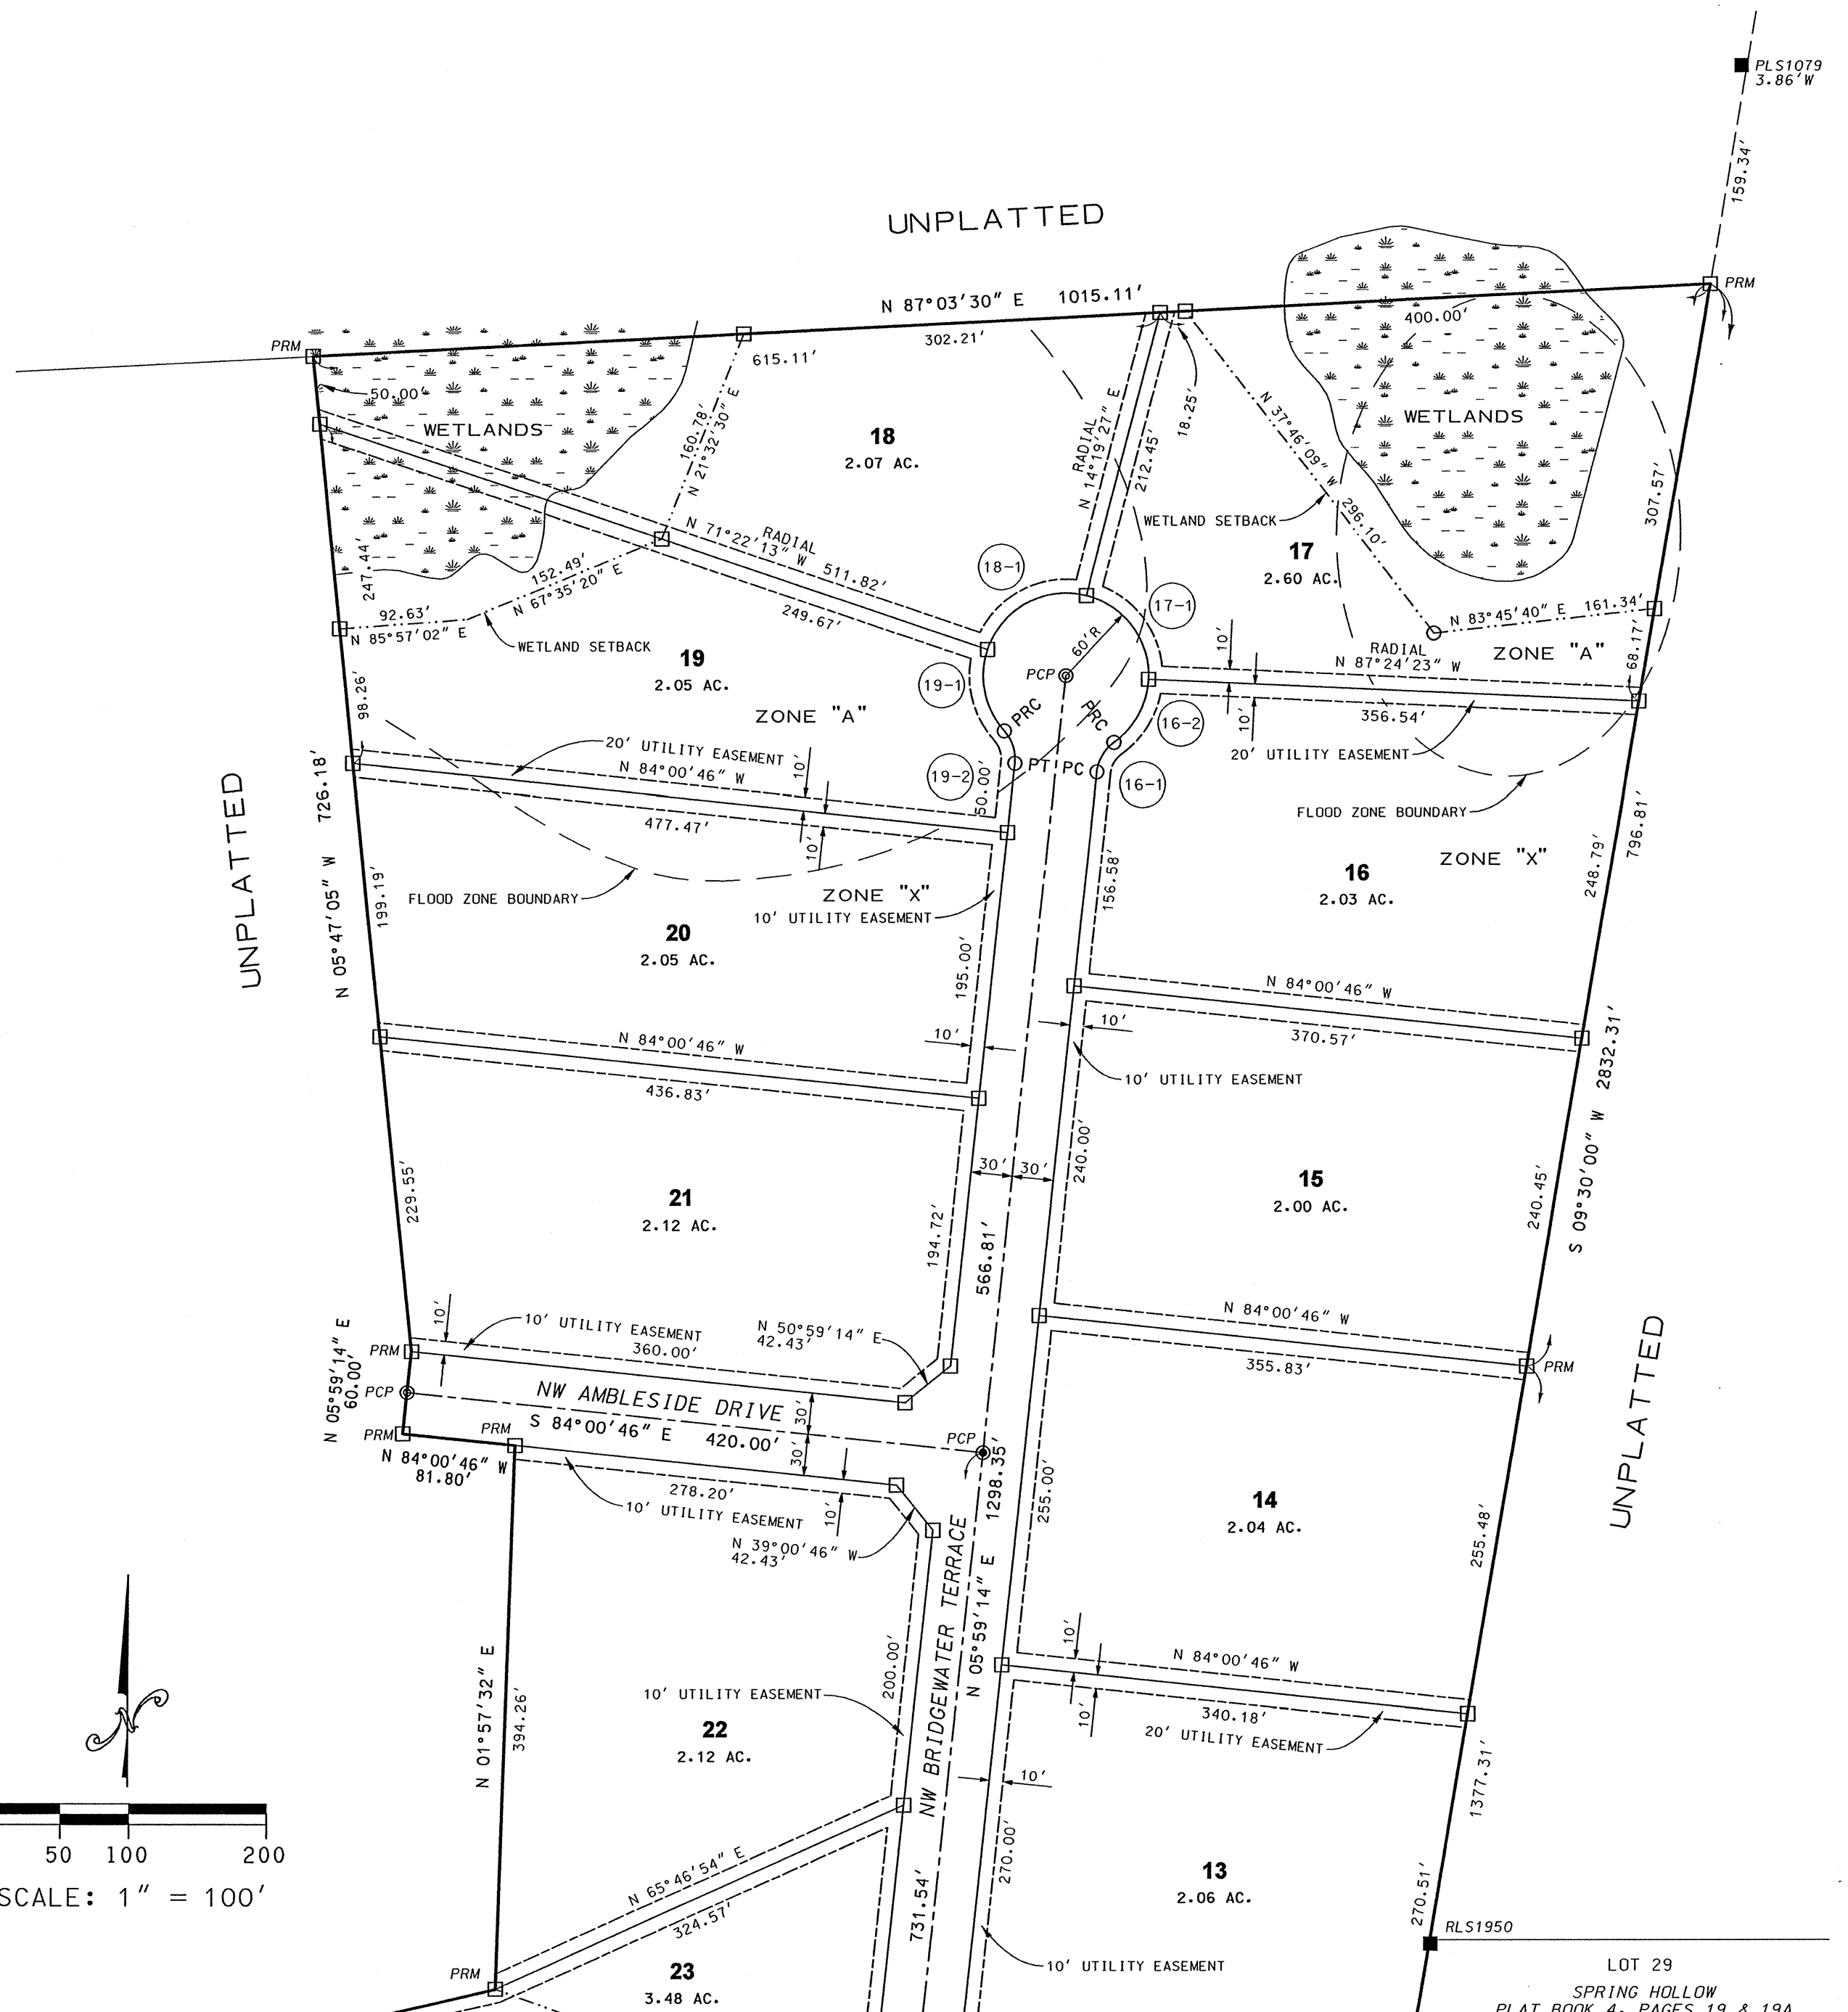 PLS1079
3.86'W
159.34'
UNPLATTED
PRM
N 87°03'30" E 1015.11'
302.21'
615.11'
400.00'
PRM
50.00'
WETLANDS
160.78'
N 21°32'30" E
18
2.07 AC.
RADIAL
N 14°19'27" E
212.45'
18.25'
N 37°46'09" W 296.10'
WETLANDS
WETLAND SETBACK
307.57'
17
2.60 AC.
N 71°22'13" W
RADIAL
511.82'
249.67'
247.44'
152.49'
N 67°35'20" E
92.63'
N 85°57'02" E
WETLAND SETBACK
18-1
17-1
60'R
PCP
N 83°45'40" E 161.34'
RADIAL
N 87°24'23" W
ZONE "A"
68.17'
10'
10'
356.54'
20' UTILITY EASEMENT
19
2.05 AC.
19-1
PRC
PRC
16-2
98.26'
ZONE "A"
20' UTILITY EASEMENT
N 84°00'46" W
10'
10'
477.47'
19-2
50.00'
PT
PC
16-1
FLOOD ZONE BOUNDARY
ZONE "X"
796.81'
248.79'
UNPLATTED
N 05°47'05" W 726.18'
199.19'
FLOOD ZONE BOUNDARY
ZONE "X"
10' UTILITY EASEMENT
156.58'
16
2.03 AC.
20
2.05 AC.
195.00'
N 84°00'46" W
370.57'
N 84°00'46" W
436.83'
10'
10'
10' UTILITY EASEMENT
S 09°30'00" W 2832.31'
229.55'
21
2.12 AC.
194.72'
30'
30'
240.00'
15
2.00 AC.
240.45'
566.81'
N 05°59'14" E
60.00'
10'
10' UTILITY EASEMENT
360.00'
N 50°59'14" E
42.43'
N 84°00'46" W
355.83'
PRM
PRM
PCP
PRM
PRM
NW AMBLESIDE DRIVE
S 84°00'46" E 420.00'
30'
30'
PCP
N 84°00'46" W
81.80'
278.20'
10' UTILITY EASEMENT
10'
N 39°00'46" W
42.43'
1298.35'
255.00'
14
2.04 AC.
255.48'
UNPLATTED
NW BRIDGEWATER TERRACE
N 05°59'14" E
N 01°57'32" E
394.26'
200.00'
10' UTILITY EASEMENT
22
2.12 AC.
10'
10'
N 84°00'46" W
340.18'
20' UTILITY EASEMENT
10'
1377.31'
50 100 200
SCALE: 1" = 100'
N 65°46'54" E
324.57'
731.54'
270.00'
13
2.06 AC.
270.51'
RLS1950
10' UTILITY EASEMENT
PRM
23
3.48 AC.
LOT 29
SPRING HOLLOW
PLAT BOOK 4, PAGES 19 & 19A